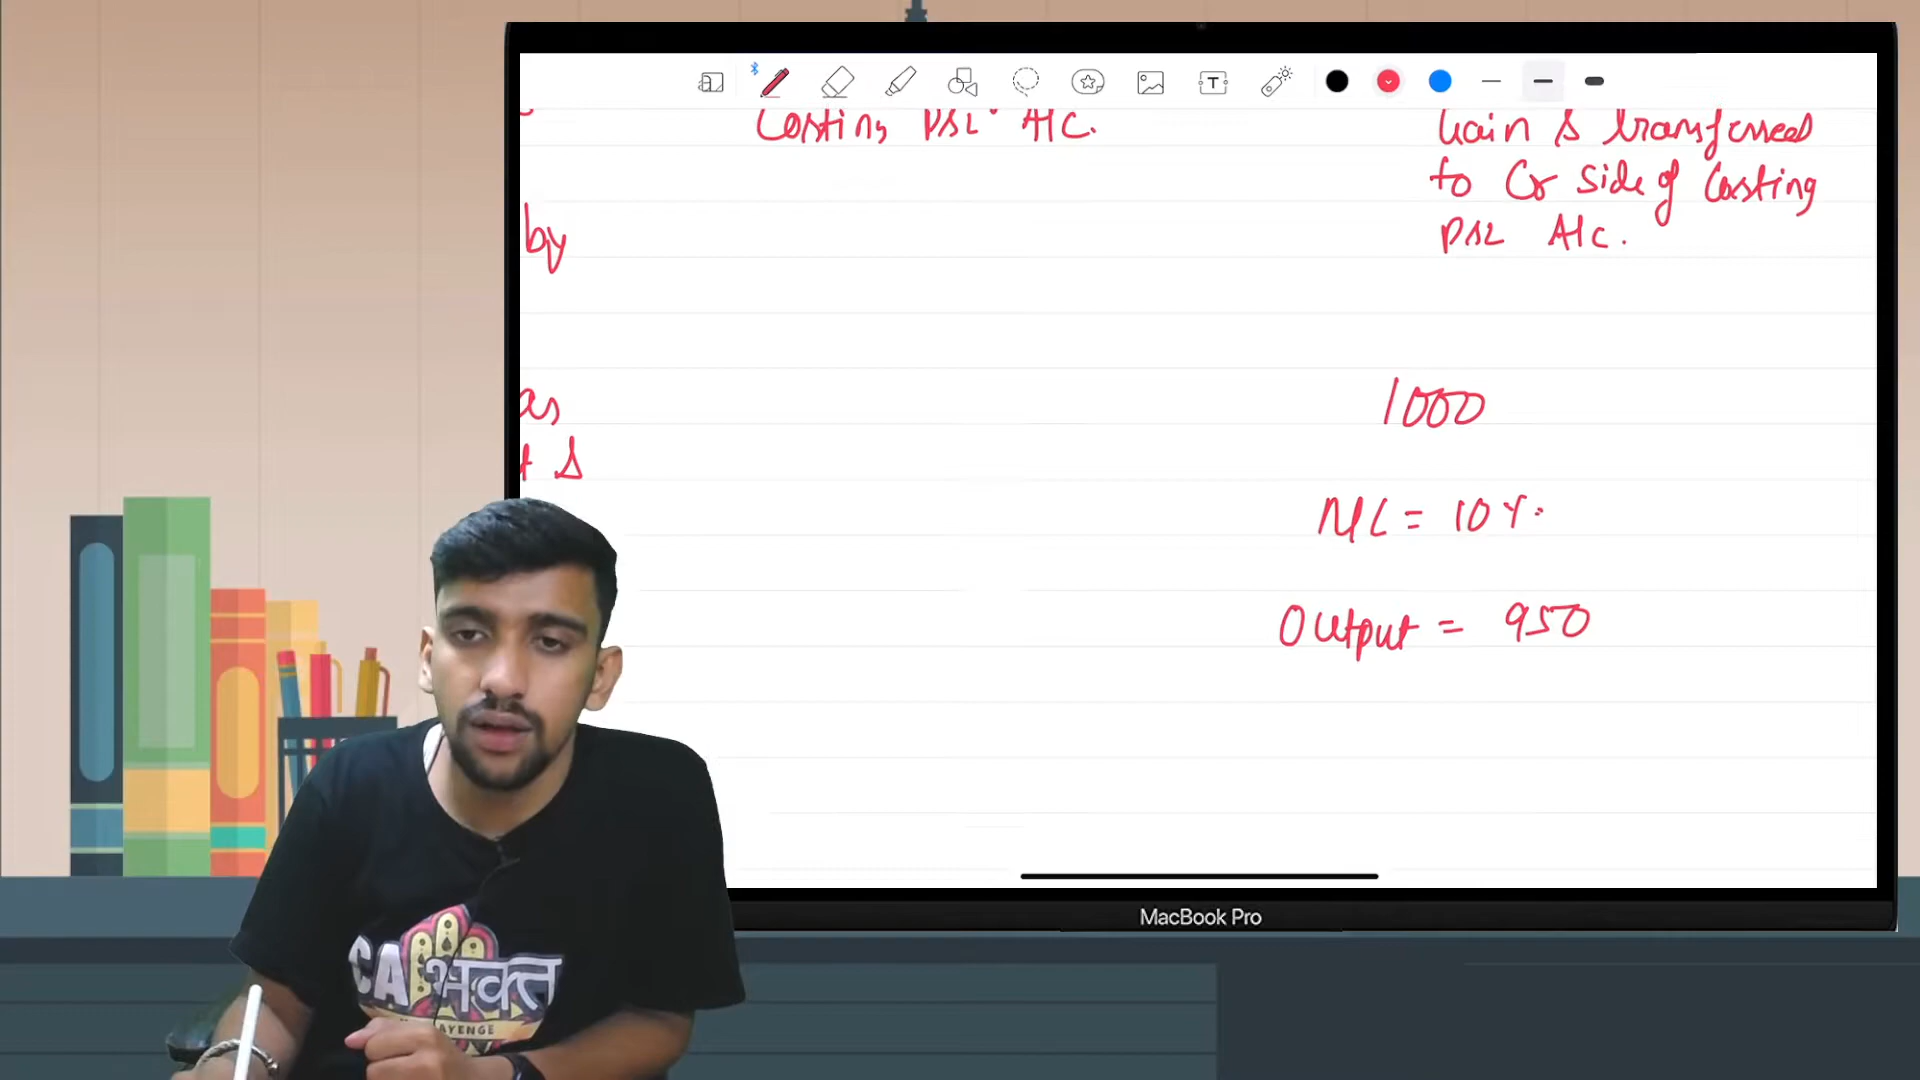 Costing P&L A/C.
Gain & transferred
to Cr side of Costing
P&L A/C.
by
as
&
1000
NL = 10%
Output = 950
T
MacBook Pro
CA भक्त
AYENGE